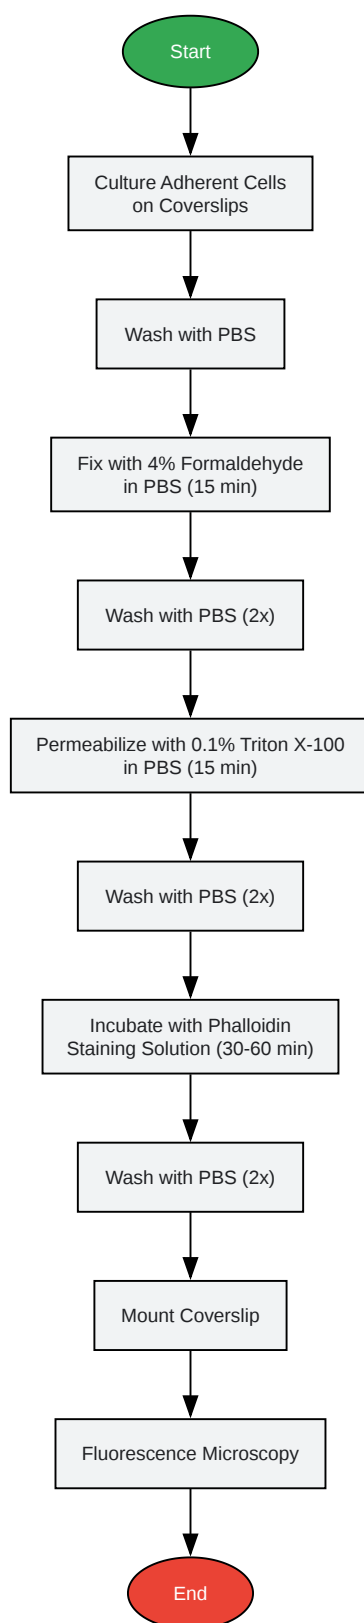 Start
Culture Adherent Cells
on Coverslips
Wash with PBS
Fix with 4% Formaldehyde
in PBS (15 min)
Wash with PBS (2x)
Permeabilize with 0.1% Triton X-100
in PBS (15 min)
Wash with PBS (2x)
Incubate with Phalloidin
Staining Solution (30-60 min)
Wash with PBS (2x)
Mount Coverslip
Fluorescence Microscopy
End